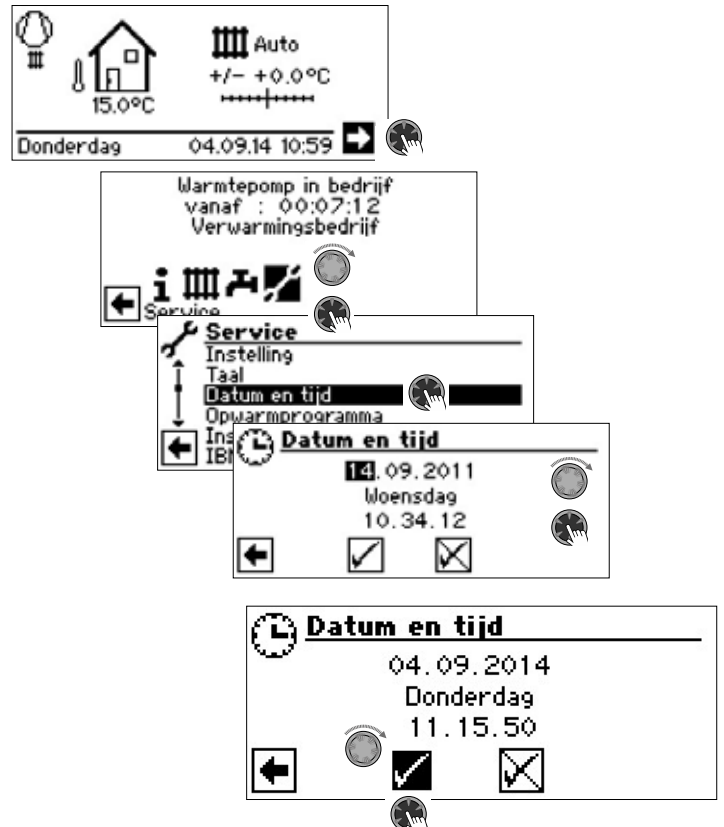 Auto
+/- +0.0°C
15.0°C
Donderdag 04.09.14 10:59
Warmtepomp in bedrijf
vanaf : 00:07:12
Verwarmingsbedrijf
Service
Service
Instelling
Taal
Datum en tijd
Opwarmprogramma
Ins
IB
Datum en tijd
14.09.2011
Woensdag
10.34.12
Datum en tijd
04.09.2014
Donderdag
11.15.50